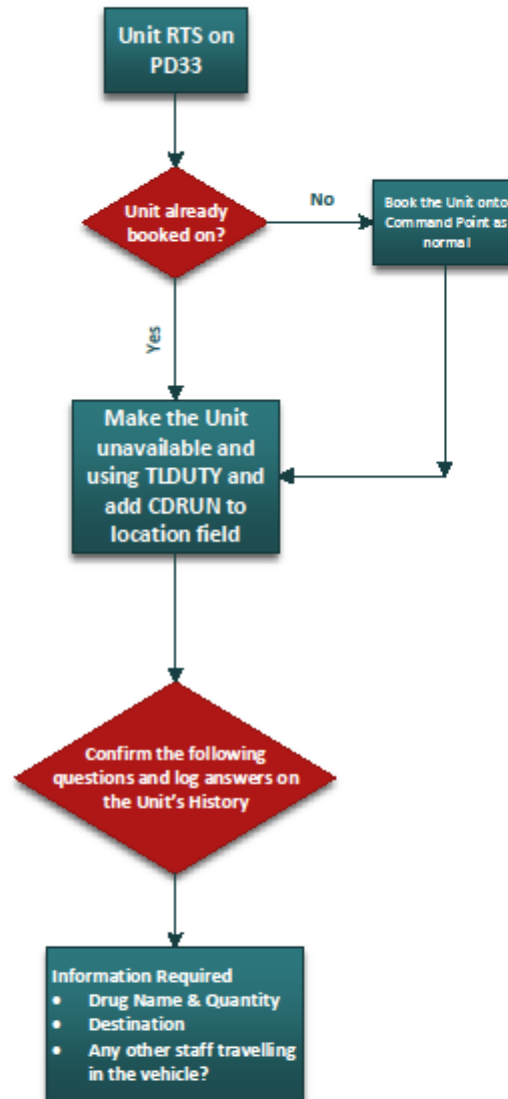 Unit RTS on
PD33
Unit already
booked on?
No
Book the Unit onto
Command Point as
normal
Yes
Make the Unit
unavailable and
using TLDUTY and
add CDRUN to
location field
Confirm the following
questions and log answers on
the Unit's History
Information Required
• Drug Name & Quantity
• Destination
• Any other staff travelling
in the vehicle?